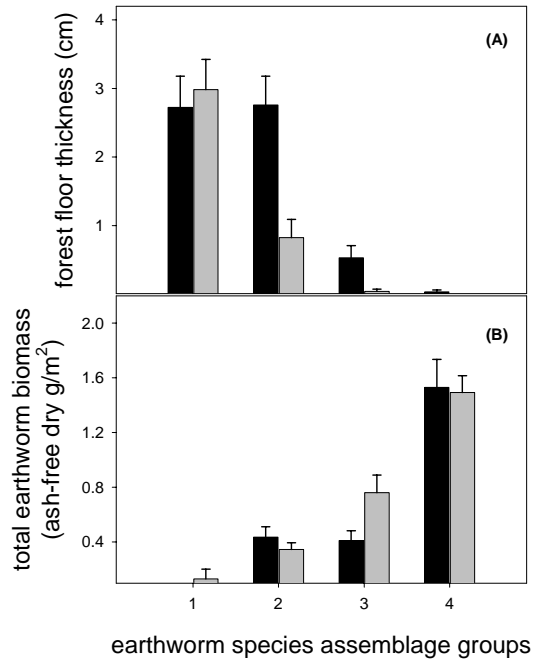 4
(A)
3
2
1
forest floor thickness (cm)
2.0
(B)
1.6
1.2
0.8
0.4
total earthworm biomass
(ash-free dry g/m²)
1 2 3 4
earthworm species assemblage groups